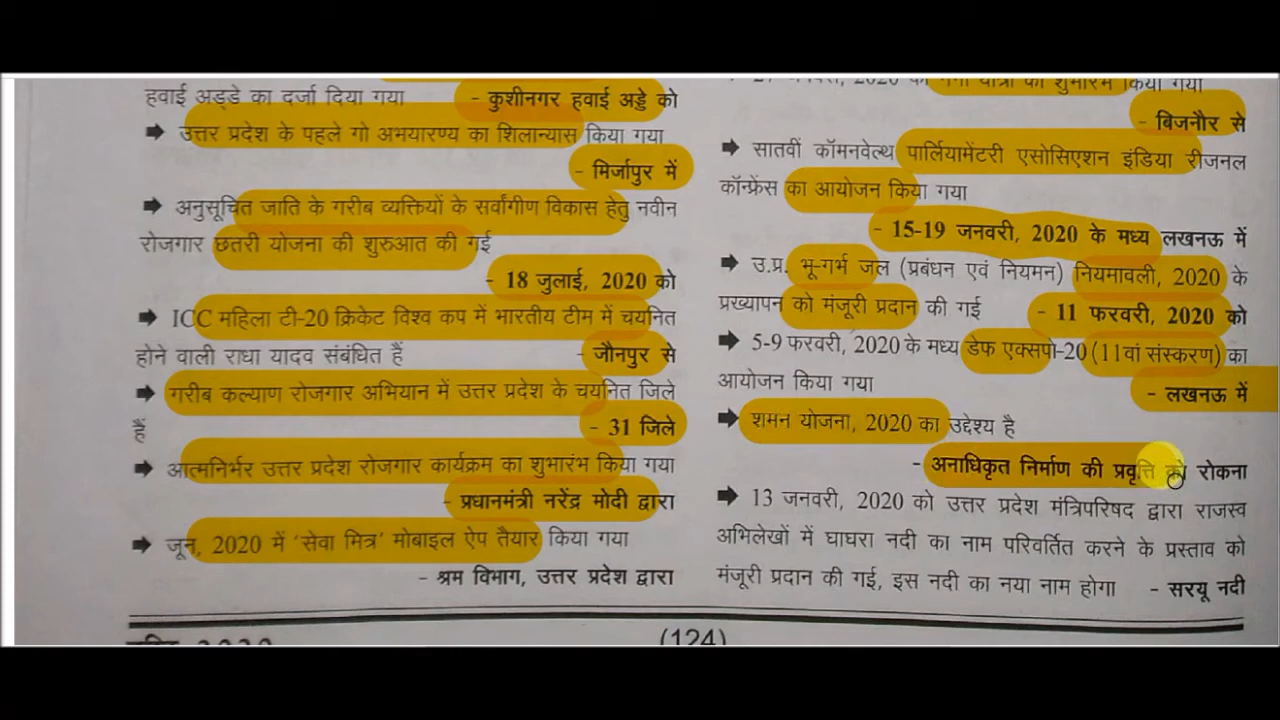 हवाई अड्डे का दर्जा दिया गया - कुशीनगर हवाई अड्डे को
➡ उत्तर प्रदेश के पहले गो अभयारण्य का शिलान्यास किया गया
- मिर्जापुर में
➡ अनुसूचित जाति के गरीब व्यक्तियों के सर्वांगीण विकास हेतु नवीन
रोजगार छतरी योजना की शुरुआत की गई
- 18 जुलाई, 2020 को
➡ ICC महिला टी-20 क्रिकेट विश्व कप में भारतीय टीम में चयनित
होने वाली राधा यादव संबंधित हैं - जौनपुर से
➡ गरीब कल्याण रोजगार अभियान में उत्तर प्रदेश के चयनित जिले
हैं - 31 जिले
➡ आत्मनिर्भर उत्तर प्रदेश रोजगार कार्यक्रम का शुभारंभ किया गया
- प्रधानमंत्री नरेंद्र मोदी द्वारा
➡ जून, 2020 में 'सेवा मित्र' मोबाइल ऐप तैयार किया गया
- श्रम विभाग, उत्तर प्रदेश द्वारा
2020 का शुभारंभ किया गया
- बिजनौर से
➡ सातवीं कॉमनवेल्थ पार्लियामेंटरी एसोसिएशन इंडिया रीजनल
कॉन्फ्रेंस का आयोजन किया गया
- 15-19 जनवरी, 2020 के मध्य लखनऊ में
➡ उ.प्र. भू-गर्भ जल (प्रबंधन एवं नियमन) नियमावली, 2020 के
प्रख्यापन को मंजूरी प्रदान की गई - 11 फरवरी, 2020 को
➡ 5-9 फरवरी, 2020 के मध्य डेफ एक्सपो-20 (11वां संस्करण) का
आयोजन किया गया - लखनऊ में
➡ शमन योजना, 2020 का उद्देश्य है
- अनाधिकृत निर्माण की प्रवृत्ति को रोकना
➡ 13 जनवरी, 2020 को उत्तर प्रदेश मंत्रिपरिषद द्वारा राजस्व
अभिलेखों में घाघरा नदी का नाम परिवर्तित करने के प्रस्ताव को
मंजूरी प्रदान की गई, इस नदी का नया नाम होगा - सरयू नदी
(124)